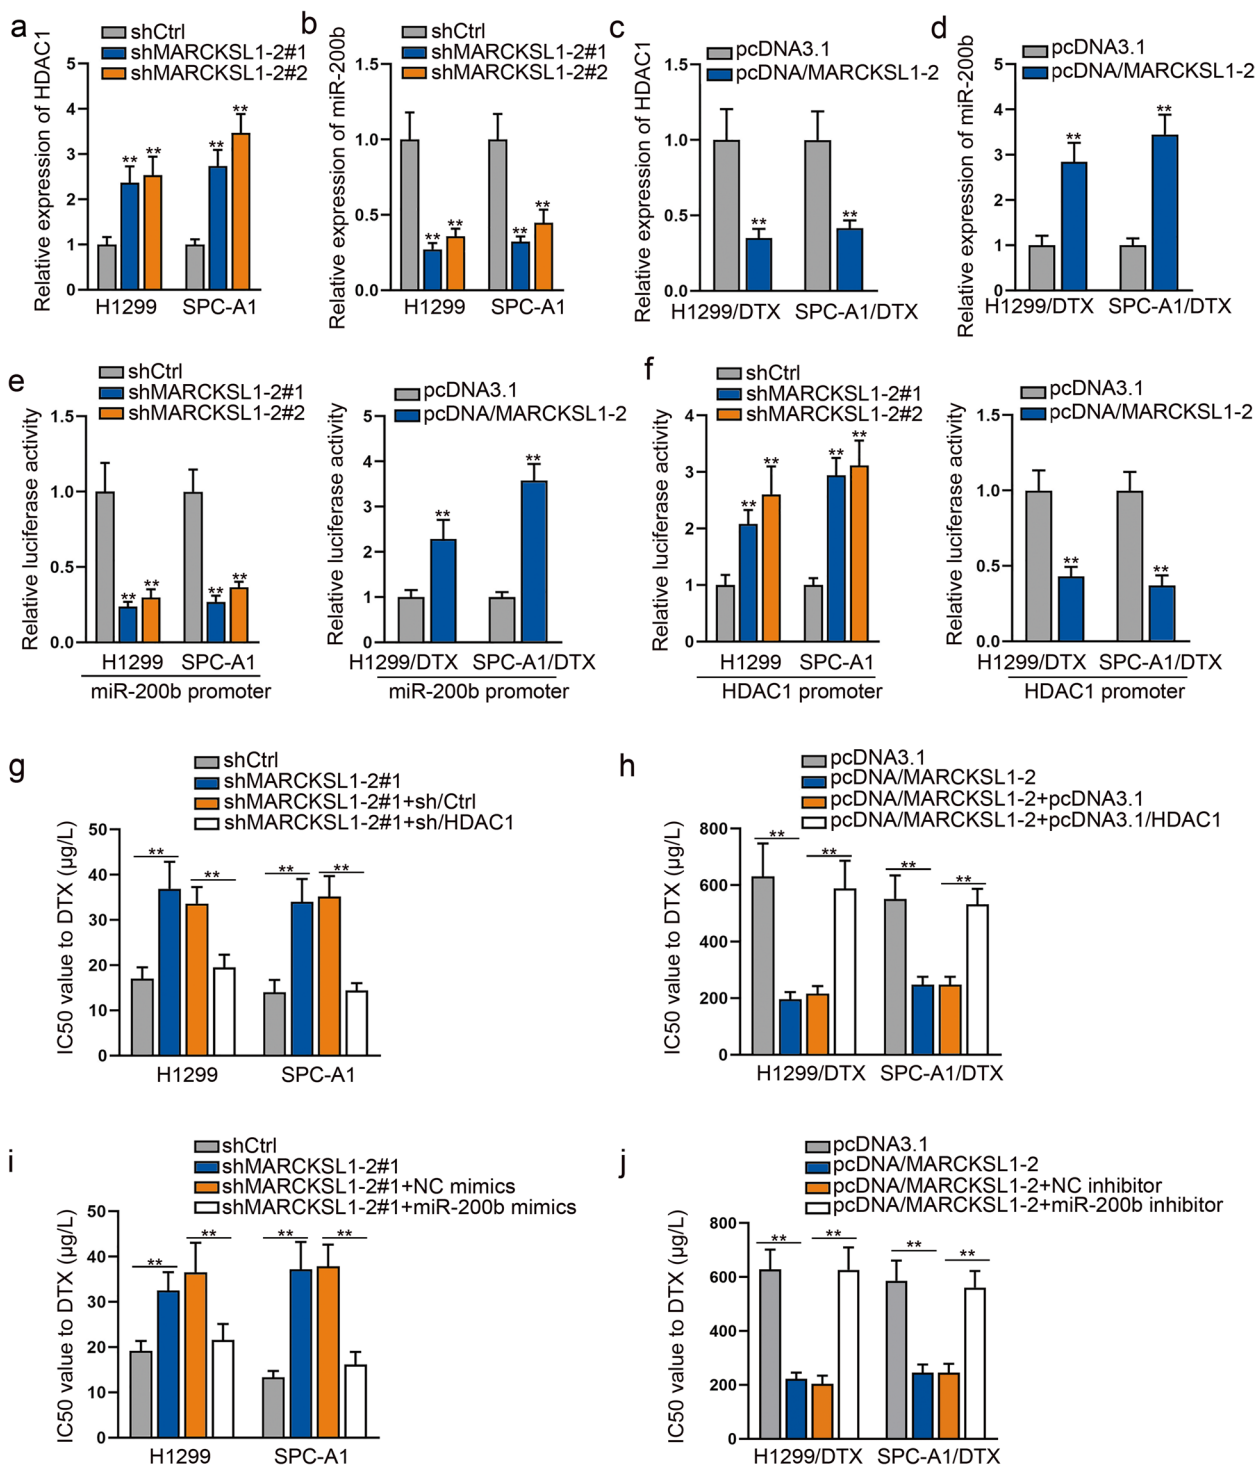 a
shCtrl
shMARCKSL1-2#1
shMARCKSL1-2#2
Relative expression of HDAC1
5
4
3
2
1
0
**
**
**
**
H1299 SPC-A1
b
shCtrl
shMARCKSL1-2#1
shMARCKSL1-2#2
Relative expression of miR-200b
1.5
1.0
0.5
0.0
**
**
**
**
H1299 SPC-A1
c
pcDNA3.1
pcDNA/MARCKSL1-2
Relative expression of HDAC1
1.5
1.0
0.5
0.0
**
**
H1299/DTX SPC-A1/DTX
d
pcDNA3.1
pcDNA/MARCKSL1-2
Relative expression of miR-200b
5
4
3
2
1
0
**
**
H1299/DTX SPC-A1/DTX
e
shCtrl
shMARCKSL1-2#1
shMARCKSL1-2#2
Relative luciferase activity
1.5
1.0
0.5
0.0
**
**
**
**
H1299 SPC-A1
miR-200b promoter
pcDNA3.1
pcDNA/MARCKSL1-2
Relative luciferase activity
5
4
3
2
1
0
**
**
H1299/DTX SPC-A1/DTX
miR-200b promoter
f
shCtrl
shMARCKSL1-2#1
shMARCKSL1-2#2
Relative luciferase activity
4
3
2
1
0
**
**
**
**
H1299 SPC-A1
HDAC1 promoter
pcDNA3.1
pcDNA/MARCKSL1-2
Relative luciferase activity
1.5
1.0
0.5
0.0
**
**
H1299/DTX SPC-A1/DTX
HDAC1 promoter
g
shCtrl
shMARCKSL1-2#1
shMARCKSL1-2#1+sh/Ctrl
shMARCKSL1-2#1+sh/HDAC1
IC50 value to DTX (μg/L)
50
40
30
20
10
0
**
**
**
**
H1299 SPC-A1
h
pcDNA3.1
pcDNA/MARCKSL1-2
pcDNA/MARCKSL1-2+pcDNA3.1
pcDNA/MARCKSL1-2+pcDNA3.1/HDAC1
IC50 value to DTX (μg/L)
800
600
400
200
0
**
**
**
**
H1299/DTX SPC-A1/DTX
i
shCtrl
shMARCKSL1-2#1
shMARCKSL1-2#1+NC mimics
shMARCKSL1-2#1+miR-200b mimics
IC50 value to DTX (μg/L)
50
40
30
20
10
0
**
**
**
**
H1299 SPC-A1
j
pcDNA3.1
pcDNA/MARCKSL1-2
pcDNA/MARCKSL1-2+NC inhibitor
pcDNA/MARCKSL1-2+miR-200b inhibitor
IC50 value to DTX (μg/L)
800
600
400
200
0
**
**
**
**
H1299/DTX SPC-A1/DTX